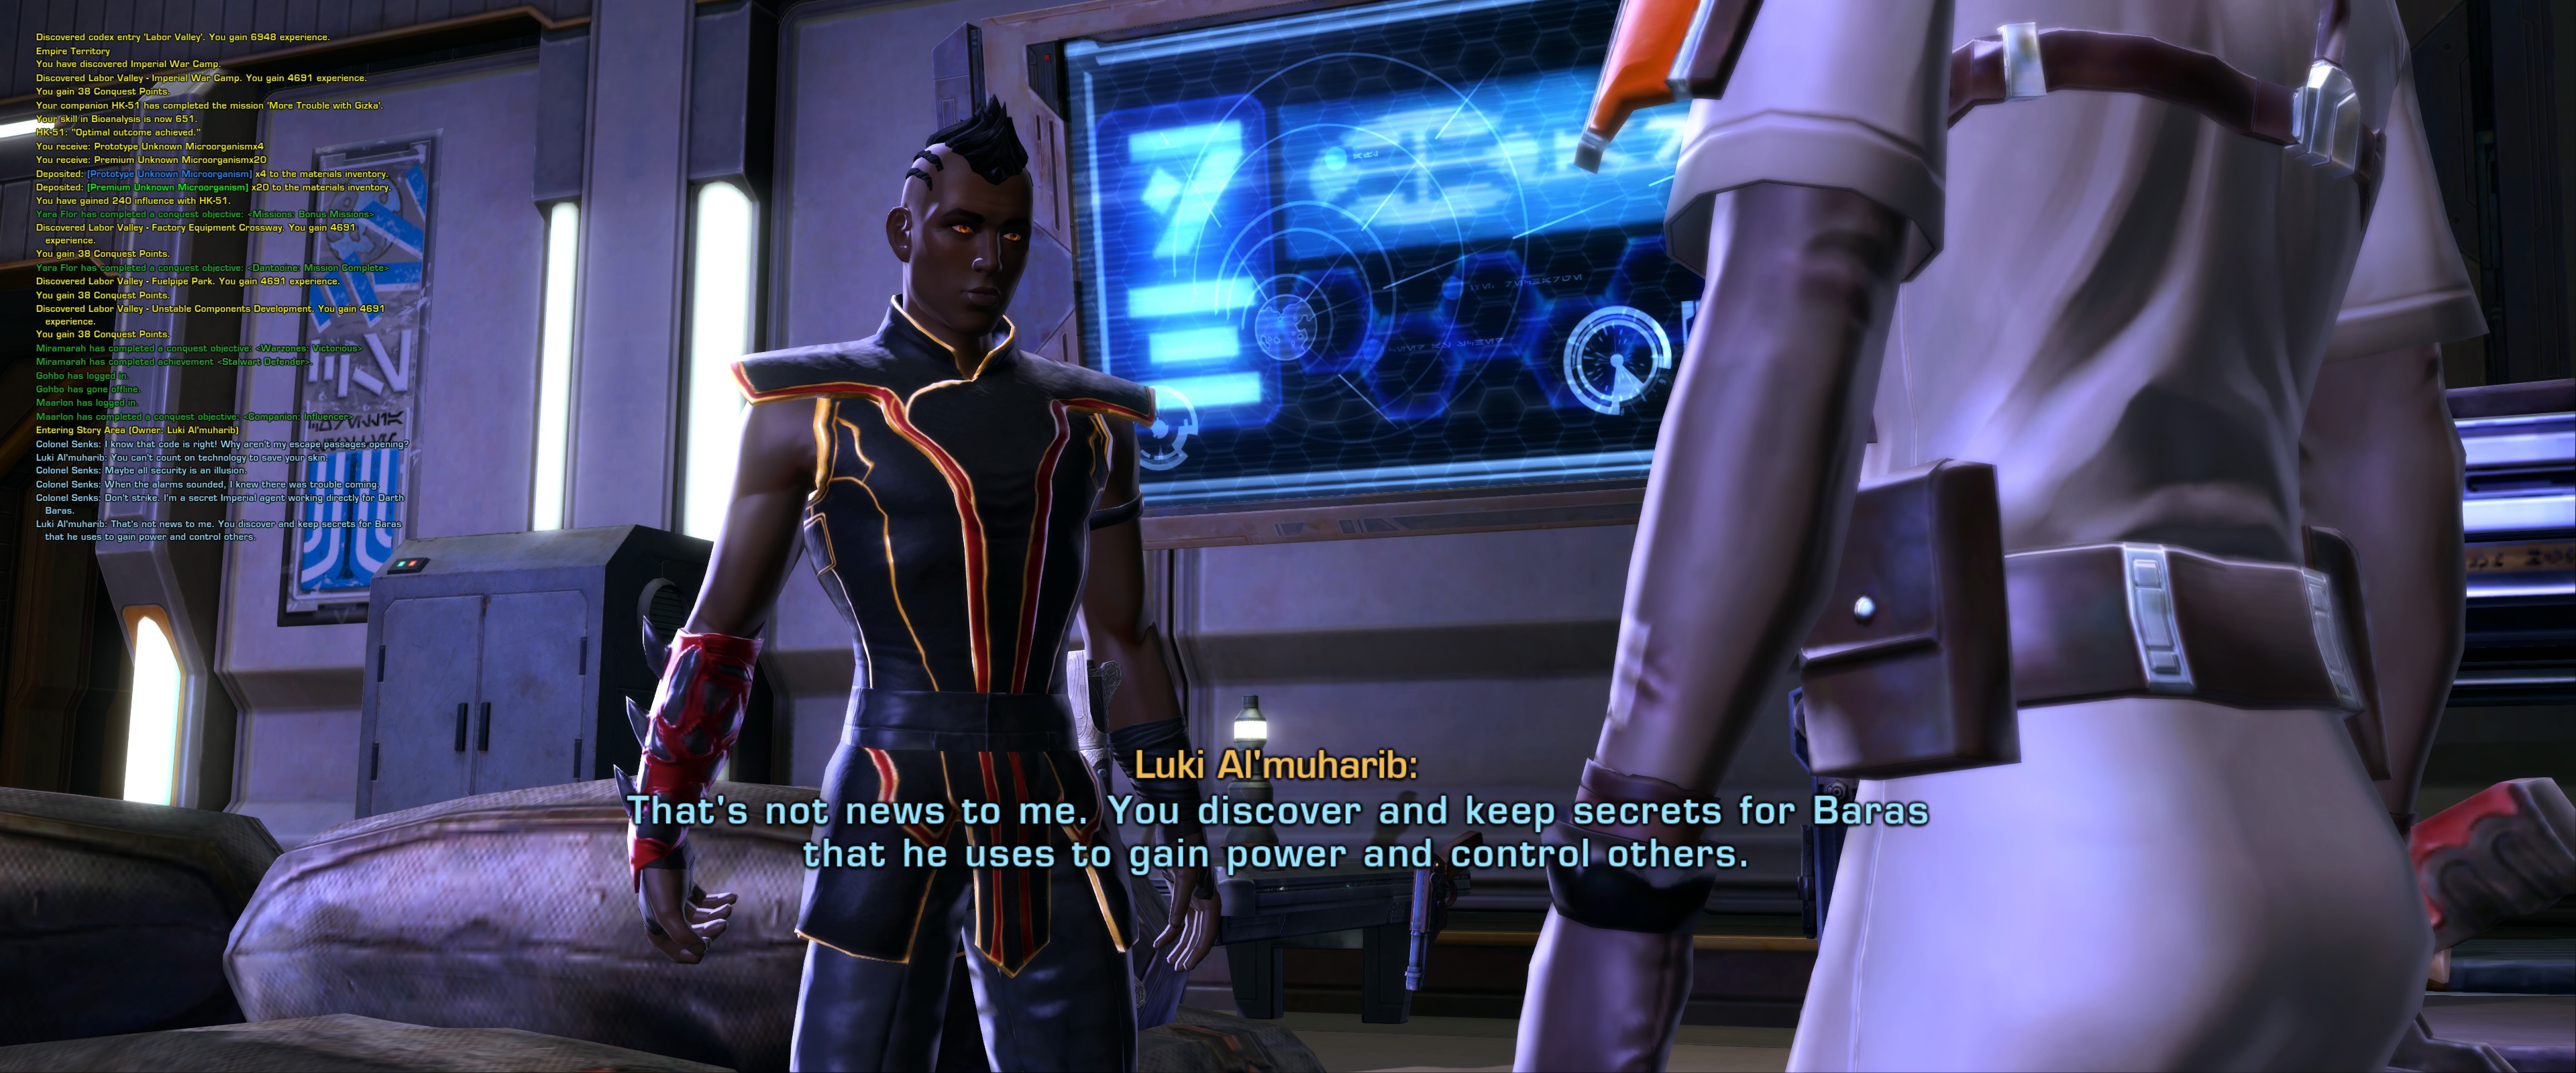 Discovered codex entry 'Labor Valley'. You gain 6948 experience.
Empire Territory
You have discovered Imperial War Camp.
Discovered Labor Valley - Imperial War Camp. You gain 4691 experience.
You gain 38 Conquest Points.
Your companion HK-51 has completed the mission 'More Trouble with Gizka'.
Your skill in Bioanalysis is now 651.
HK-51: "Optimal outcome achieved."
You receive: Prototype Unknown Microorganismx4
You receive: Premium Unknown Microorganismx20
Deposited: [Prototype Unknown Microorganism] x4 to the materials inventory.
Deposited: [Premium Unknown Microorganism] x20 to the materials inventory.
You have gained 240 influence with HK-51.
Yara Flor has completed a conquest objective: <Missions: Bonus Missions>
Discovered Labor Valley - Factory Equipment Crossway. You gain 4691
experience.
You gain 38 Conquest Points.
Yara Flor has completed a conquest objective: <Dantooine: Mission Complete>
Discovered Labor Valley - Fuelpipe Park. You gain 4691 experience.
You gain 38 Conquest Points.
Discovered Labor Valley - Unstable Components Development. You gain 4691
experience.
You gain 38 Conquest Points.
Miramarah has completed a conquest objective: <Warzones: Victorious>
Miramarah has completed achievement <Stalwart Defender>.
Gohbo has logged in.
Gohbo has gone offline.
Maarlon has logged in.
Maarlon has completed a conquest objective: <Companion: Influencer>
Entering Story Area (Owner: Luki Al'muharib)
Colonel Senks: I know that code is right! Why aren't my escape passages opening?
Luki Al'muharib: You can't count on technology to save your skin.
Colonel Senks: Maybe all security is an illusion.
Colonel Senks: When the alarms sounded, I knew there was trouble coming.
Colonel Senks: Don't strike. I'm a secret Imperial agent working directly for Darth
Baras.
Luki Al'muharib: That's not news to me. You discover and keep secrets for Baras
that he uses to gain power and control others.
Luki Al'muharib:
That's not news to me. You discover and keep secrets for Baras
that he uses to gain power and control others.